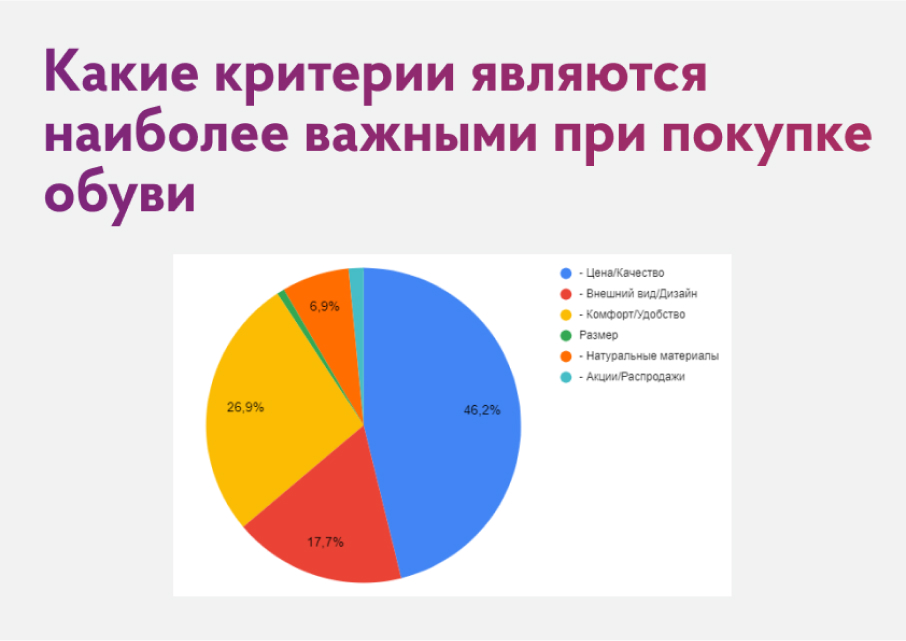 Какие критерии являются
наиболее важными при покупке
обуви
- Цена/Качество
- Внешний вид/Дизайн
- Комфорт/Удобство
Размер
- Натуральные материалы
- Акции/Распродажи
6,9%
26,9%
46,2%
17,7%